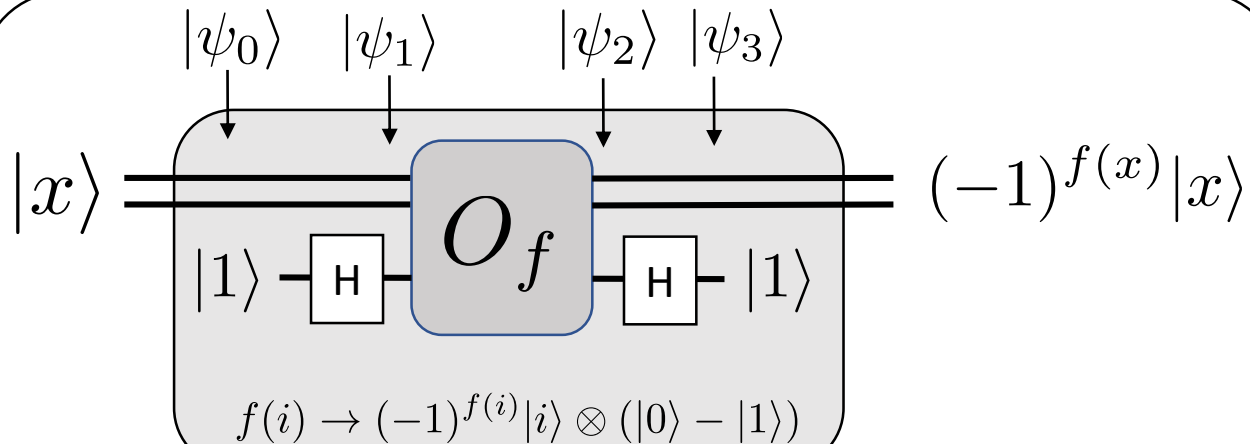 |ψ₀⟩ |ψ₁⟩ |ψ₂⟩ |ψ₃⟩
|x⟩ O_f (−1)^{f(x)}|x⟩
|1⟩ H H |1⟩
f(i) → (−1)^{f(i)}|i⟩ ⊗ (|0⟩ − |1⟩)